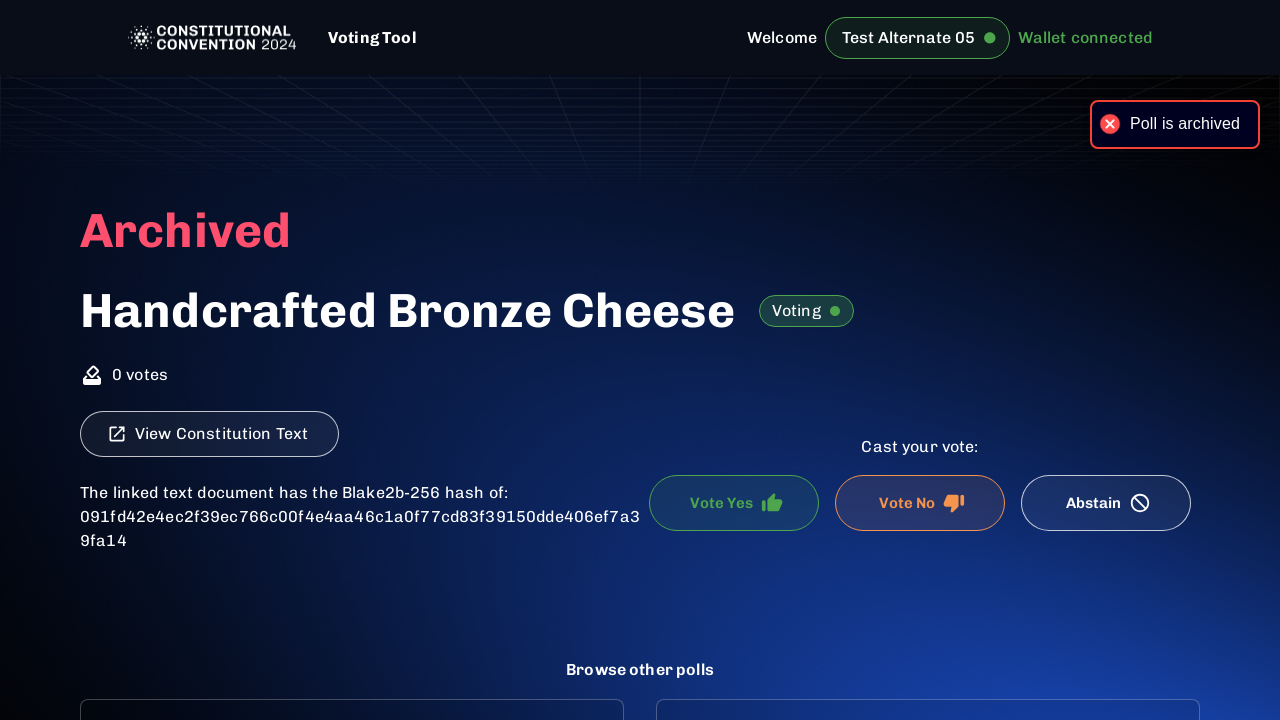 CONSTITUTIONAL
CONVENTION 2024
Voting Tool
Welcome
Test Alternate 05
Wallet connected
Poll is archived
Archived
Handcrafted Bronze Cheese
Voting
0 votes
View Constitution Text
The linked text document has the Blake2b-256 hash of:
091fd42e4ec2f39ec766c00f4e4aa46c1a0f77cd83f39150dde406ef7a3
9fa14
Cast your vote:
Vote Yes
Vote No
Abstain
Browse other polls